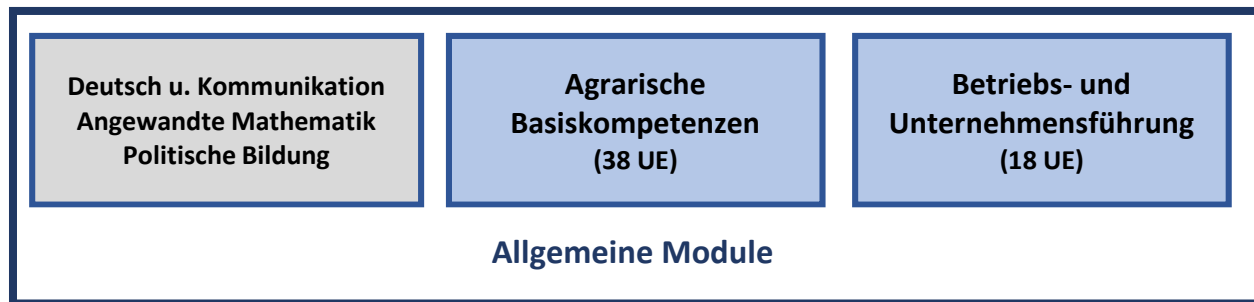 Deutsch u. Kommunikation
Angewandte Mathematik
Politische Bildung
Agrarische
Basiskompetenzen
(38 UE)
Betriebs- und
Unternehmensführung
(18 UE)
Allgemeine Module